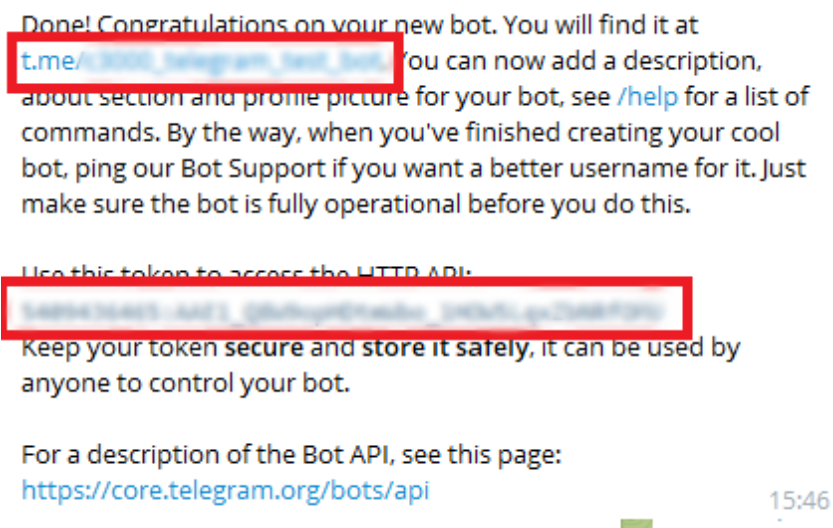 Done! Congratulations on your new bot. You will find it at
t.me/ You can now add a description,
about section and profile picture for your bot, see /help for a list of
commands. By the way, when you've finished creating your cool
bot, ping our Bot Support if you want a better username for it. Just
make sure the bot is fully operational before you do this.
Use this token to access the HTTP API:
Keep your token secure and store it safely, it can be used by
anyone to control your bot.
For a description of the Bot API, see this page:
https://core.telegram.org/bots/api
15:46